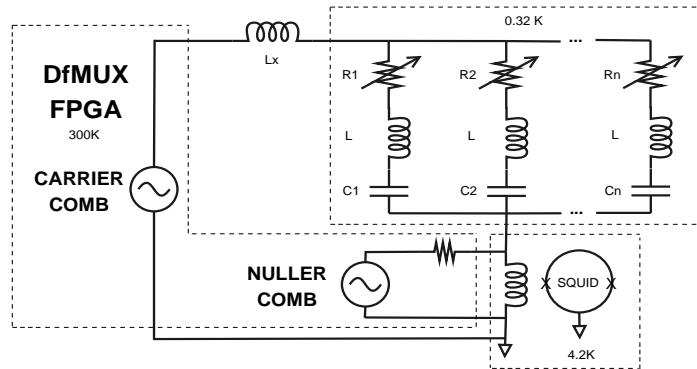 0.32 K
...
Lx
DfMUX
FPGA
300K
R1
R2
Rn
L
L
L
CARRIER
COMB
C1
C2
Cn
...
NULLER
COMB
SQUID
4.2K